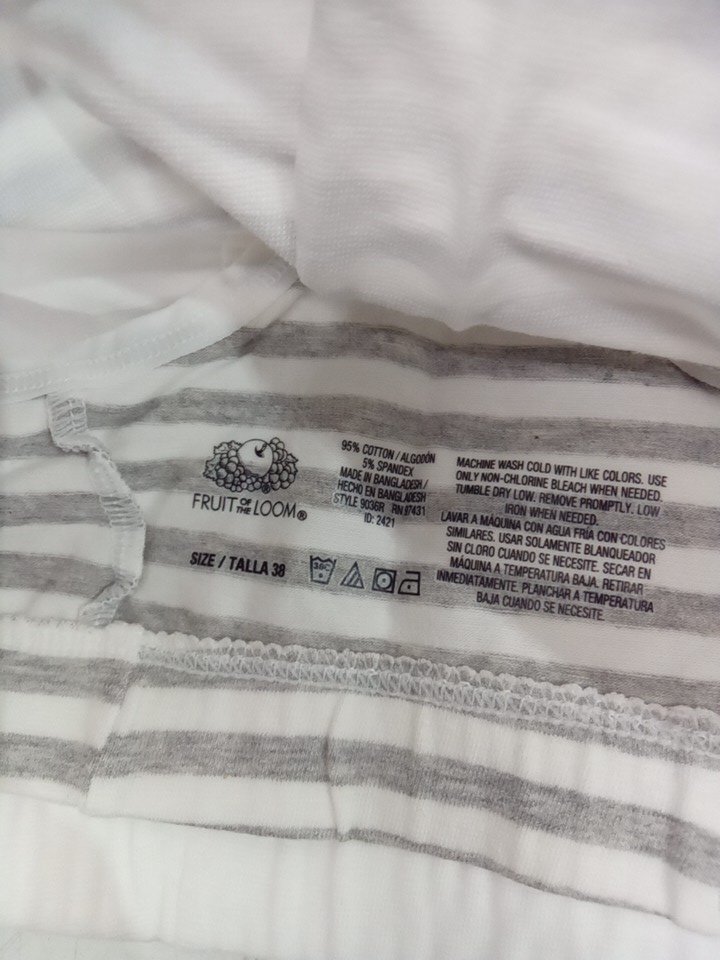 FRUIT OF THE LOOM®
SIZE / TALLA 38
95% COTTON / ALGODÓN
5% SPANDEX
MADE IN BANGLADESH /
HECHO EN BANGLADESH
STYLE 9036R RN 07431
ID: 2421
30C
MACHINE WASH COLD WITH LIKE COLORS. USE
ONLY NON-CHLORINE BLEACH WHEN NEEDED.
TUMBLE DRY LOW. REMOVE PROMPTLY. LOW
IRON WHEN NEEDED.
LAVAR A MÁQUINA CON AGUA FRÍA CON COLORES
SIMILARES. USAR SOLAMENTE BLANQUEADOR
SIN CLORO CUANDO SE NECESITE. SECAR EN
MÁQUINA A TEMPERATURA BAJA. RETIRAR
INMEDIATAMENTE. PLANCHAR A TEMPERATURA
BAJA CUANDO SE NECESITE.